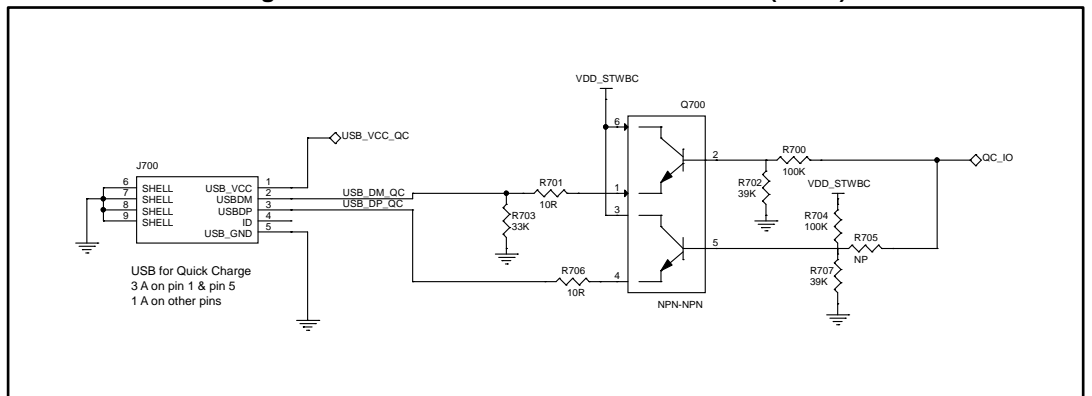 VDD_STWBC
Q700
USB_VCC_QC
6
J700
2
R700
QC_IO
100K
6 SHELL USB_VCC 1
7 SHELL USBDM 2
8 SHELL USBDP 3
9 SHELL ID 4
USB_GND 5
USB_DM_QC
USB_DP_QC
R701
10R
1
R702
39K
VDD_STWBC
3
R703
33K
R704
100K
5
R705
NP
R706
10R
4
R707
39K
USB for Quick Charge
3 A on pin 1 & pin 5
1 A on other pins
NPN-NPN